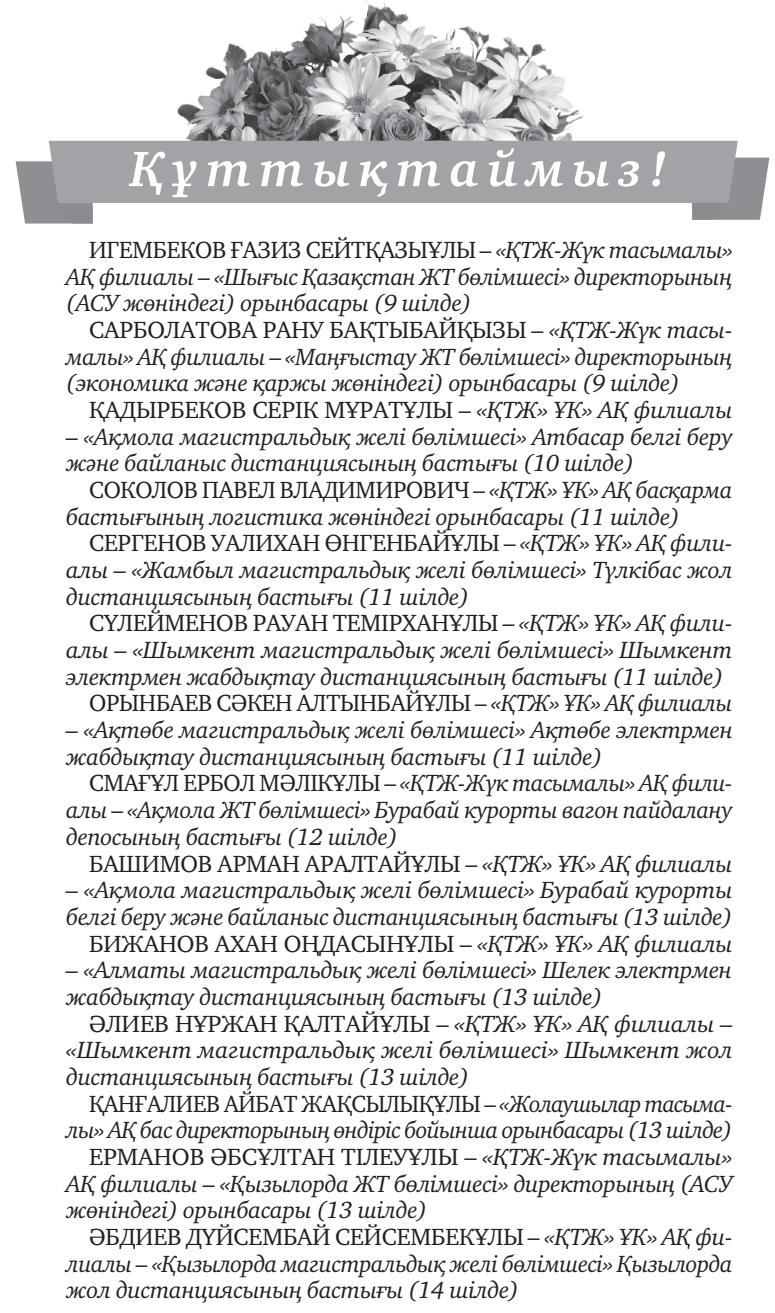 Құттықтаймыз!
ИГЕМБЕКОВ ҒАЗИЗ СЕЙТҚАЗЫҰЛЫ – «ҚТЖ-Жүк тасымалы»
АҚ филиалы – «Шығыс Қазақстан ЖТ бөлімшесі» директорының
(АСУ жөніндегі) орынбасары (9 шілде)
САРБОЛАТОВА РАНУ БАҚТЫБАЙҚЫЗЫ – «ҚТЖ-Жүк тасы-
малы» АҚ филиалы – «Маңғыстау ЖТ бөлімшесі» директорының
(экономика және қаржы жөніндегі) орынбасары (9 шілде)
ҚАДЫРБЕКОВ СЕРІК МҰРАТҰЛЫ – «ҚТЖ» ҰК» АҚ филиалы
– «Ақмола магистральдық желі бөлімшесі» Атбасар белгі беру
және байланыс дистанциясының бастығы (10 шілде)
СОКОЛОВ ПАВЕЛ ВЛАДИМИРОВИЧ – «ҚТЖ» ҰК» АҚ басқарма
бастығының логистика жөніндегі орынбасары (11 шілде)
СЕРГЕНОВ УАЛИХАН ӨНГЕНБАЙҰЛЫ – «ҚТЖ» ҰК» АҚ фили-
алы – «Жамбыл магистральдық желі бөлімшесі» Түлкібас жол
дистанциясының бастығы (11 шілде)
СҮЛЕЙМЕНОВ РАУАН ТЕМІРХАНҰЛЫ – «ҚТЖ» ҰК» АҚ фили-
алы – «Шымкент магистральдық желі бөлімшесі» Шымкент
электрмен жабдықтау дистанциясының бастығы (11 шілде)
ОРЫНБАЕВ СӘКЕН АЛТЫНБАЙҰЛЫ – «ҚТЖ» ҰК» АҚ филиалы
– «Ақтөбе магистральдық желі бөлімшесі» Ақтөбе электрмен
жабдықтау дистанциясының бастығы (11 шілде)
СМАҒҰЛ ЕРБОЛ МӘЛІКҰЛЫ – «ҚТЖ-Жүк тасымалы» АҚ фили-
алы – «Ақмола ЖТ бөлімшесі» Бурабай курорты вагон пайдалану
депосының бастығы (12 шілде)
БАШИМОВ АРМАН АРАЛТАЙҰЛЫ – «ҚТЖ» ҰК» АҚ филиалы
– «Ақмола магистральдық желі бөлімшесі» Бурабай курорты
белгі беру және байланыс дистанциясының бастығы (13 шілде)
БИЖАНОВ АХАН ОҢДАСЫНҰЛЫ – «ҚТЖ» ҰК» АҚ филиалы
– «Алматы магистральдық желі бөлімшесі» Шелек электрмен
жабдықтау дистанциясының бастығы (13 шілде)
ӘЛИЕВ НҰРЖАН ҚАЛТАЙҰЛЫ – «ҚТЖ» ҰК» АҚ филиалы –
«Шымкент магистральдық желі бөлімшесі» Шымкент жол
дистанциясының бастығы (13 шілде)
ҚАНҒАЛИЕВ АЙБАТ ЖАҚСЫЛЫҚҰЛЫ – «Жолаушылар тасыма-
лы» АҚ бас директорының өндіріс бойынша орынбасары (13 шілде)
ЕРМАНОВ ӘБСҰЛТАН ТІЛЕУҰЛЫ – «ҚТЖ-Жүк тасымалы»
АҚ филиалы – «Қызылорда ЖТ бөлімшесі» директорының (АСУ
жөніндегі) орынбасары (13 шілде)
ӘБДИЕВ ДҮЙСЕМБАЙ СЕЙСЕМБЕКҰЛЫ – «ҚТЖ» ҰК» АҚ фи-
лиалы – «Қызылорда магистральдық желі бөлімшесі» Қызылорда
жол дистанциясының бастығы (14 шілде)